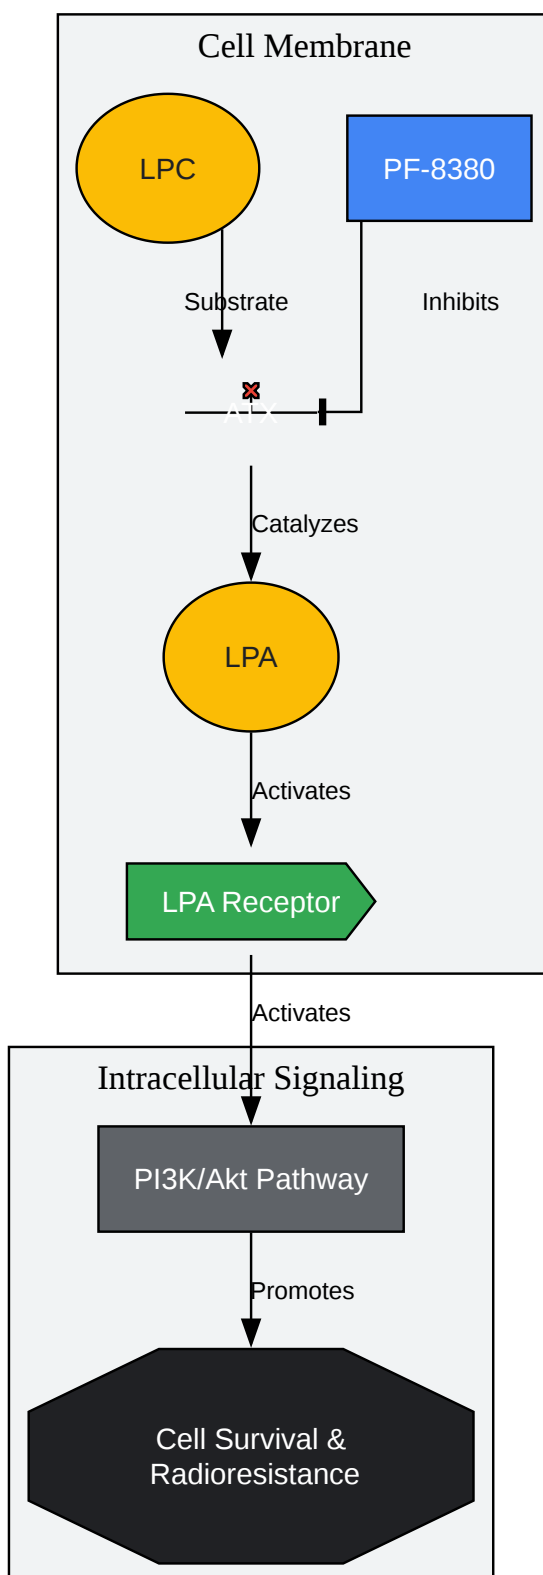 Cell Membrane
LPC
PF-8380
Substrate
Inhibits
ATX
Catalyzes
LPA
Activates
LPA Receptor
Activates
Intracellular Signaling
PI3K/Akt Pathway
Promotes
Cell Survival &
Radioresistance